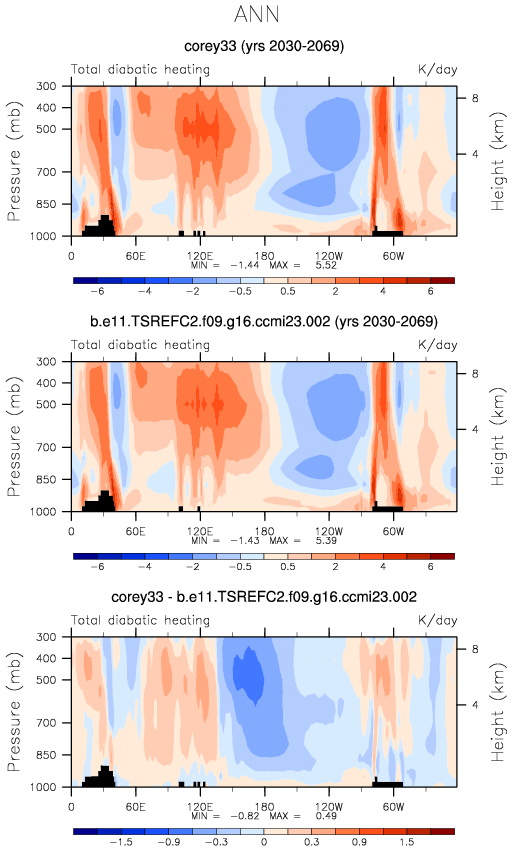 ANN
corey33 (yrs 2030-2069)
Total diabatic heating K/day
300
500
700
850
1000
Pressure (mb)
8
4
Height (km)
0 60E 120E 180 120W 60W
MIN = -1.44 MAX = 5.52
-6 -4 -2 -0.5 0.5 2 4 6
b.e11.TSREFC2.f09.g16.ccmi23.002 (yrs 2030-2069)
Total diabatic heating K/day
300
500
700
850
1000
Pressure (mb)
8
4
Height (km)
0 60E 120E 180 120W 60W
MIN = -1.43 MAX = 5.39
-6 -4 -2 -0.5 0.5 2 4 6
corey33 - b.e11.TSREFC2.f09.g16.ccmi23.002
Total diabatic heating K/day
300
500
700
850
1000
Pressure (mb)
8
4
Height (km)
0 60E 120E 180 120W 60W
MIN = -0.82 MAX = 0.49
-1.5 -0.9 -0.3 0 0.3 0.9 1.5